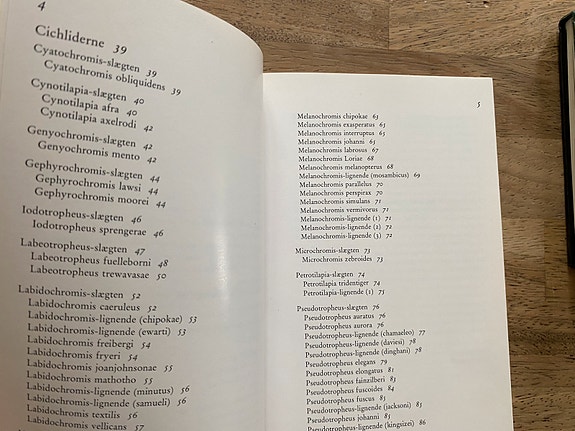 4
Cichliderne 39
Cyatochromis-slægten 39
Cyatochromis obliquidens 39
Cynotilapia-slægten 40
Cynotilapia afra 40
Cynotilapia axelrodi 42
Genyochromis-slægten 42
Genyochromis mento 42
Gephyrochromis-slægten 44
Gephyrochromis lawsi 44
Gephyrochromis moorei 44
Iodotropheus-slægten 46
Iodotropheus sprengerae 46
Labeotropheus-slægten 47
Labeotropheus fuelleborni 48
Labeotropheus trewavasae 50
Labidochromis-slægten 52
Labidochromis caeruleus 52
Labidochromis-lignende (chipokae) 53
Labidochromis-lignende (ewarti) 53
Labidochromis freibergi 54
Labidochromis fryeri 54
Labidochromis joanjohnsonae 55
Labidochromis mathotho 55
Labidochromis-lignende (minutus) 56
Labidochromis-lignende (samueli) 56
Labidochromis textilis 56
Labidochromis vellicans 57
5
Melanochromis chipokae 63
Melanochromis exasperatus 65
Melanochromis interruptus 65
Melanochromis johanni 65
Melanochromis labrosus 67
Melanochromis Loriae 68
Melanochromis melanopterus 68
Melanochromis-lignende (mosambicus) 69
Melanochromis parallelus 70
Melanochromis perspirax 70
Melanochromis simulans 71
Melanochromis vermivorus 71
Melanochromis-lignende (1) 71
Melanochromis-lignende (2) 72
Melanochromis-lignende (3) 72
Microchromis-slægten 73
Microchromis zebroides 73
Petrotilapia-slægten 74
Petrotilapia tridentiger 74
Petrotilapia-lignende (1) 75
Pseudotropheus-slægten 76
Pseudotropheus auratus 76
Pseudotropheus aurora 76
Pseudotropheus-lignende (chamaeleo) 77
Pseudotropheus-lignende (daviesi) 78
Pseudotropheus-lignende (dinghani) 78
Pseudotropheus elegans 79
Pseudotropheus elongatus 81
Pseudotropheus fainzilberi 83
Pseudotropheus fuscoides 84
Pseudotropheus fuscus 85
Pseudotropheus-lignende (jacksoni) 85
Pseudotropheus johanni 85
Pseudotropheus-lignende (kingsizei) 86